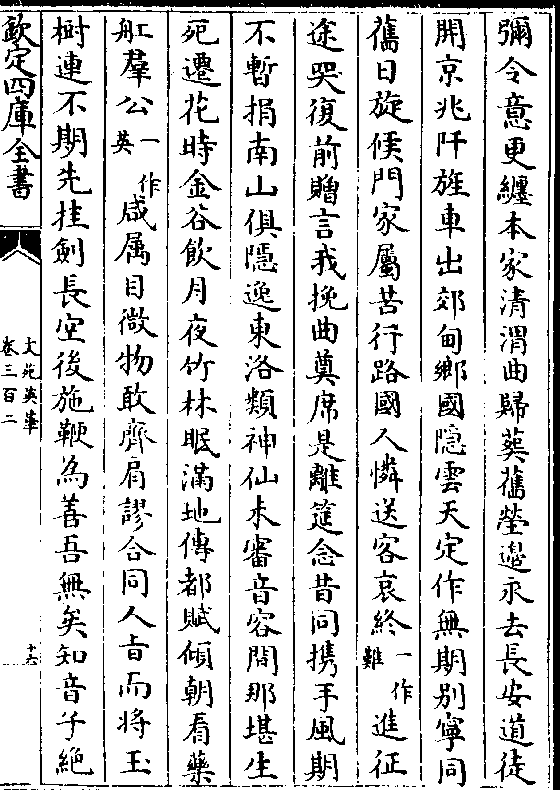 彌令意更纏本家清渭曲歸葬舊塋邊永去長安道徒
開京兆阡旌車出郊甸鄉國隱雲天定作無期別寧同
舊日旋候門家屬苦行路國人憐送客哀終一作難進征
途哭復前贈言我挽曲奠席是離筵念昔同攜手風期
不暫捐南山俱隱逸東洛類神仙未審音容間那堪生
死遷花時金谷飲月夜竹林眠滿地傳都賦傾朝看藥
舡羣公一作英咸屬目微物敢齊肩謬合同人旨而將玉
樹連不期先挂劍長空後施鞭為善吾無矣知音子絶
欽定四庫全書
文苑英華
卷三百二
十六